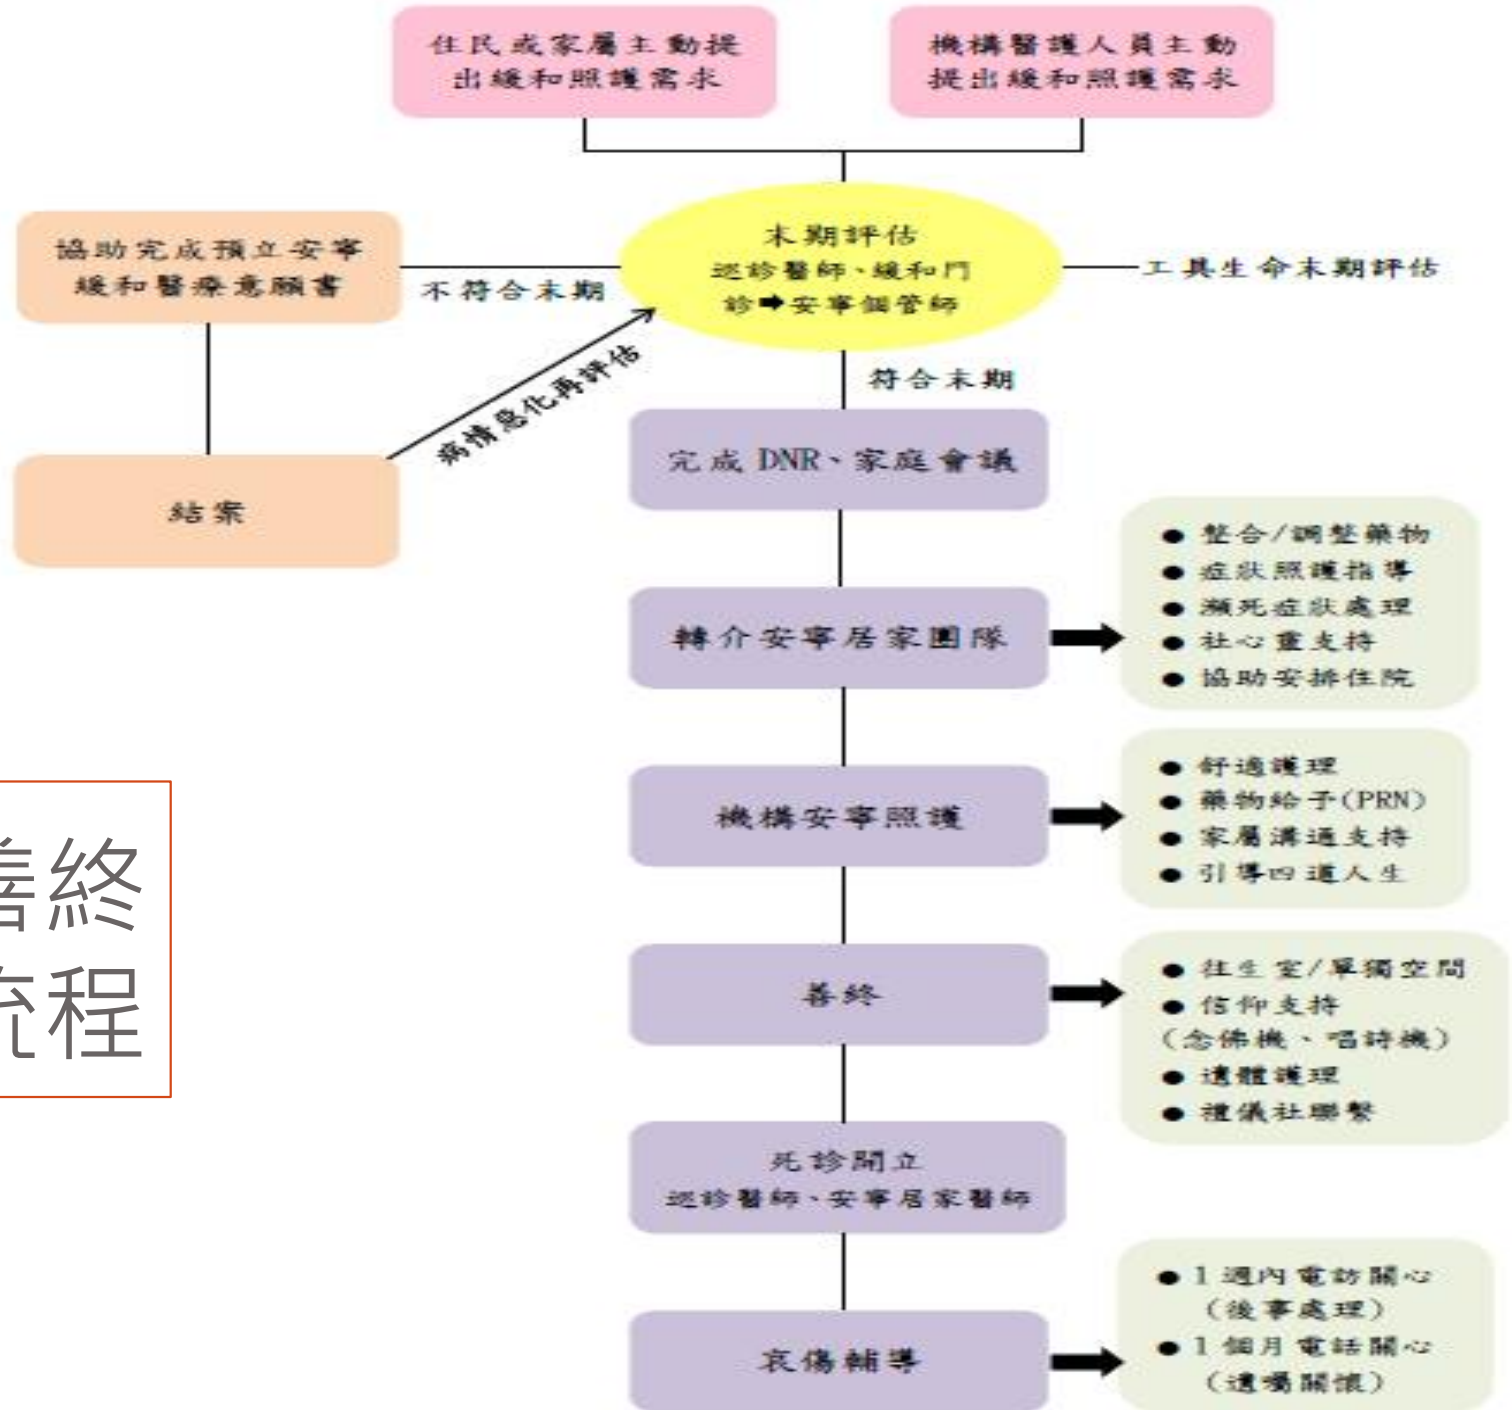 住民或家屬主動提
出緩和照護需求
機構醫護人員主動
提出緩和照護需求
末期評估
巡診醫師、緩和門
診➡安寧個管師
工具生命末期評估
協助完成預立安寧
緩和醫療意願書
不符合末期
病情惡化再評估
結案
符合末期
完成 DNR、家庭會議
轉介安寧居家團隊
● 整合/調整藥物
● 症狀照護指導
● 瀕死症狀處理
● 社心靈支持
● 協助安排住院
機構安寧照護
● 舒適護理
● 藥物給予(PRN)
● 家屬溝通支持
● 引導四道人生
善終
流程
善終
● 往生室/單獨空間
● 信仰支持
(念佛機、唱詩機)
● 遺體護理
● 禮儀社聯繫
死診開立
巡診醫師、安寧居家醫師
哀傷輔導
● 1 週內電訪關心
(後事處理)
● 1 個月電話關心
(遺囑關懷)